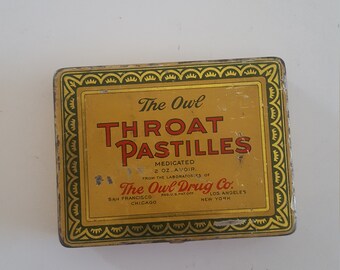 The Owl
THROAT
PASTILLES
MEDICATED
2 OZ. AVOIR.
FROM THE LABORATORIES OF
The Owl Drug Co.
SAN FRANCISCO LOS ANGELES
CHICAGO NEW YORK